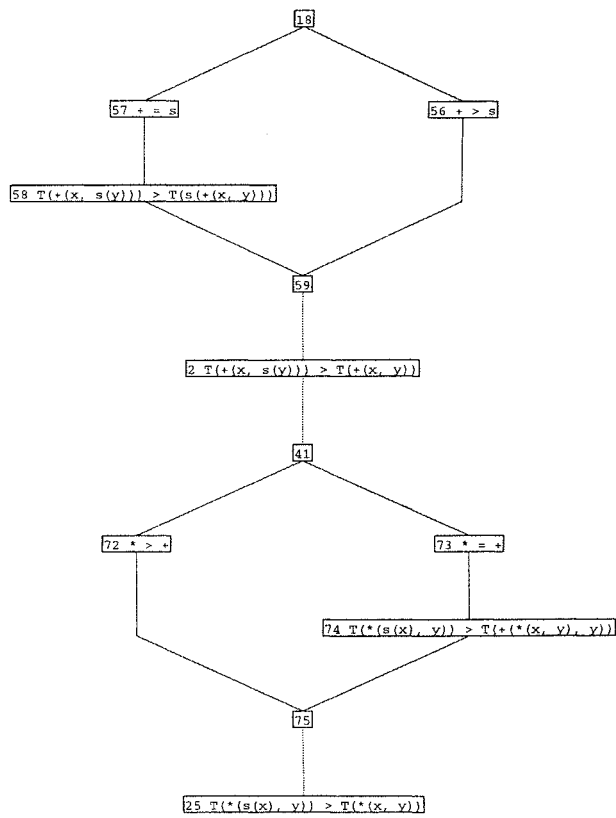 18
57 + = s
56 + > s
58 T(+(x, s(y))) > T(s(+(x, y)))
59
2 T(+(x, s(y))) > T(+(x, y))
41
72 * > +
73 * = +
74 T(*(s(x), y)) > T(+(*(x, y), y))
75
25 T(*(s(x), y)) > T(*(x, y))